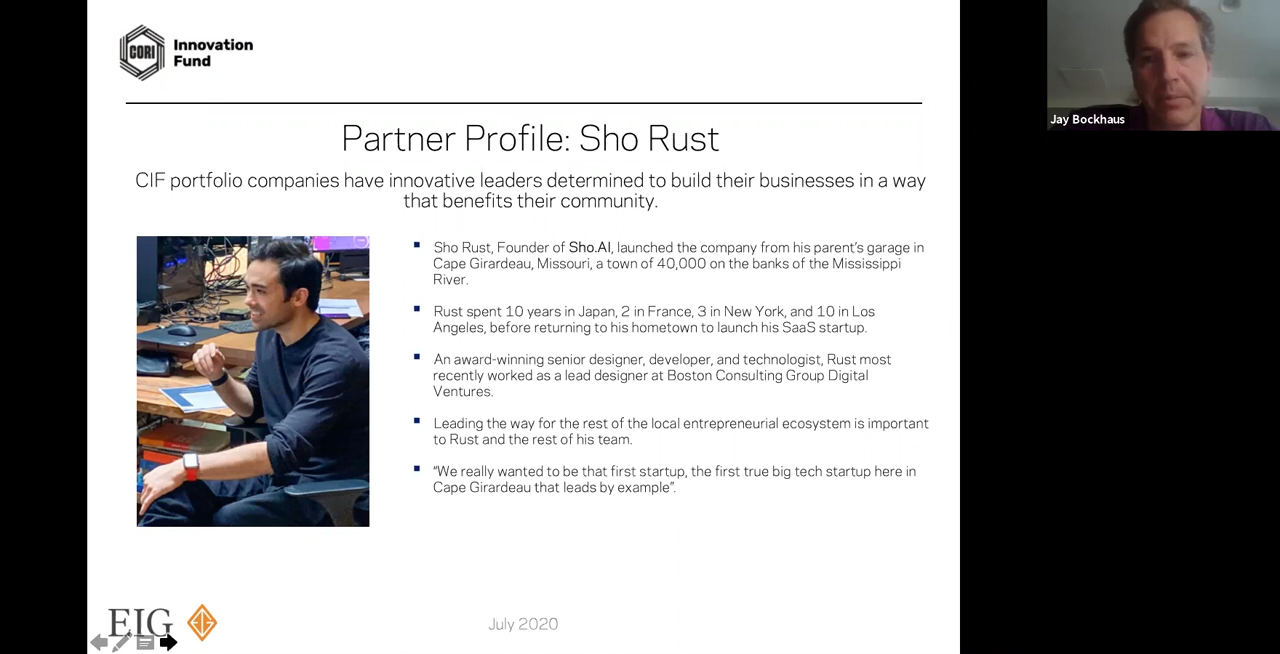 CORI
Innovation
Fund
Jay Bockhaus
Partner Profile: Sho Rust
CIF portfolio companies have innovative leaders determined to build their businesses in a way
that benefits their community.
Sho Rust, Founder of Sho.AI, launched the company from his parent's garage in
Cape Girardeau, Missouri, a town of 40,000 on the banks of the Mississippi
River.
Rust spent 10 years in Japan, 2 in France, 3 in New York, and 10 in Los
Angeles, before returning to his hometown to launch his SaaS startup.
An award-winning senior designer, developer, and technologist, Rust most
recently worked as a lead designer at Boston Consulting Group Digital
Ventures.
Leading the way for the rest of the local entrepreneurial ecosystem is important
to Rust and the rest of his team.
“We really wanted to be that first startup, the first true big tech startup here in
Cape Girardeau that leads by example”.
EIG
EIG
July 2020